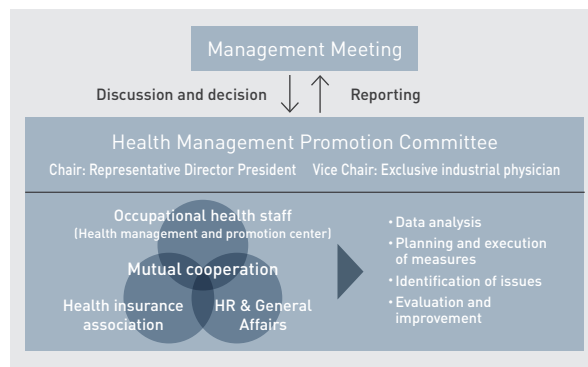 Management Meeting
Discussion and decision
Reporting
Health Management Promotion Committee
Chair: Representative Director President Vice Chair: Exclusive industrial physician
Occupational health staff
(Health management and promotion center)
Mutual cooperation
Health insurance
association
HR & General
Affairs
・Data analysis
・Planning and execution
of measures
・Identification of issues
・Evaluation and
improvement